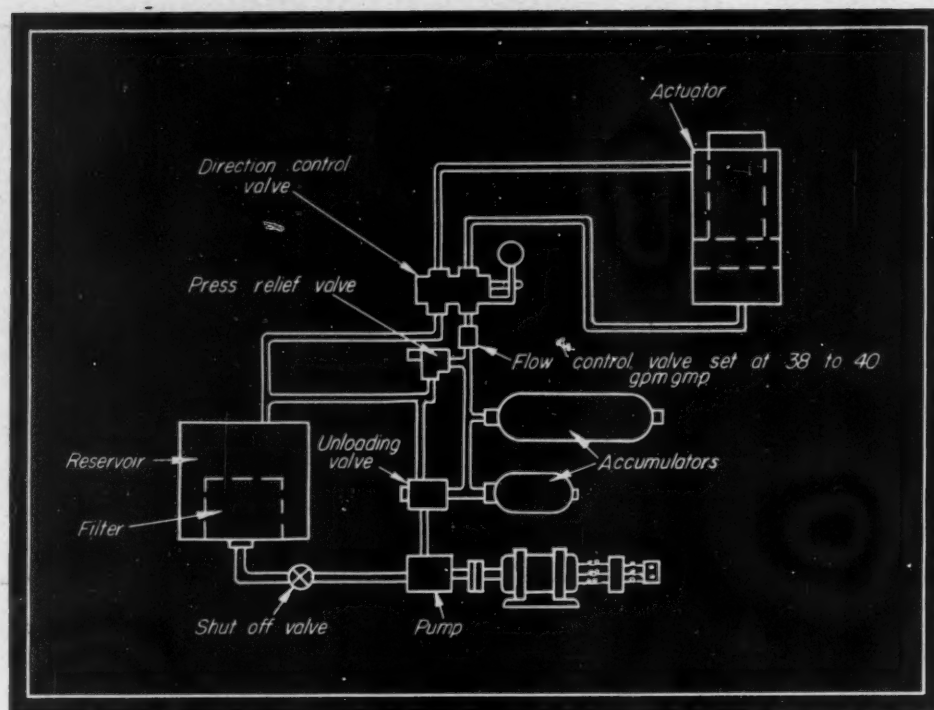 Actuator
Direction control
valve
Press relief valve
Flow control valve set at 38 to 40
gpm gmp
Unloading
valve
Reservoir
Accumulators
Filter
Shut off valve
Pump